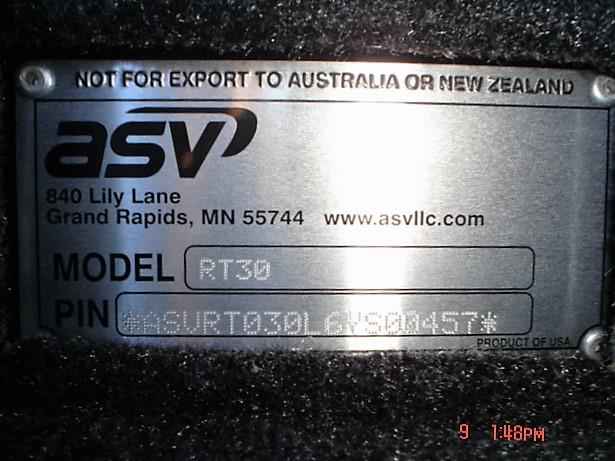 NOT FOR EXPORT TO AUSTRALIA OR NEW ZEALAND
asv
840 Lily Lane
Grand Rapids, MN 55744 www.asvllc.com
MODEL RT30
PIN *ASVRT030L6VS00457*
PRODUCT OF USA
9 1:48PM